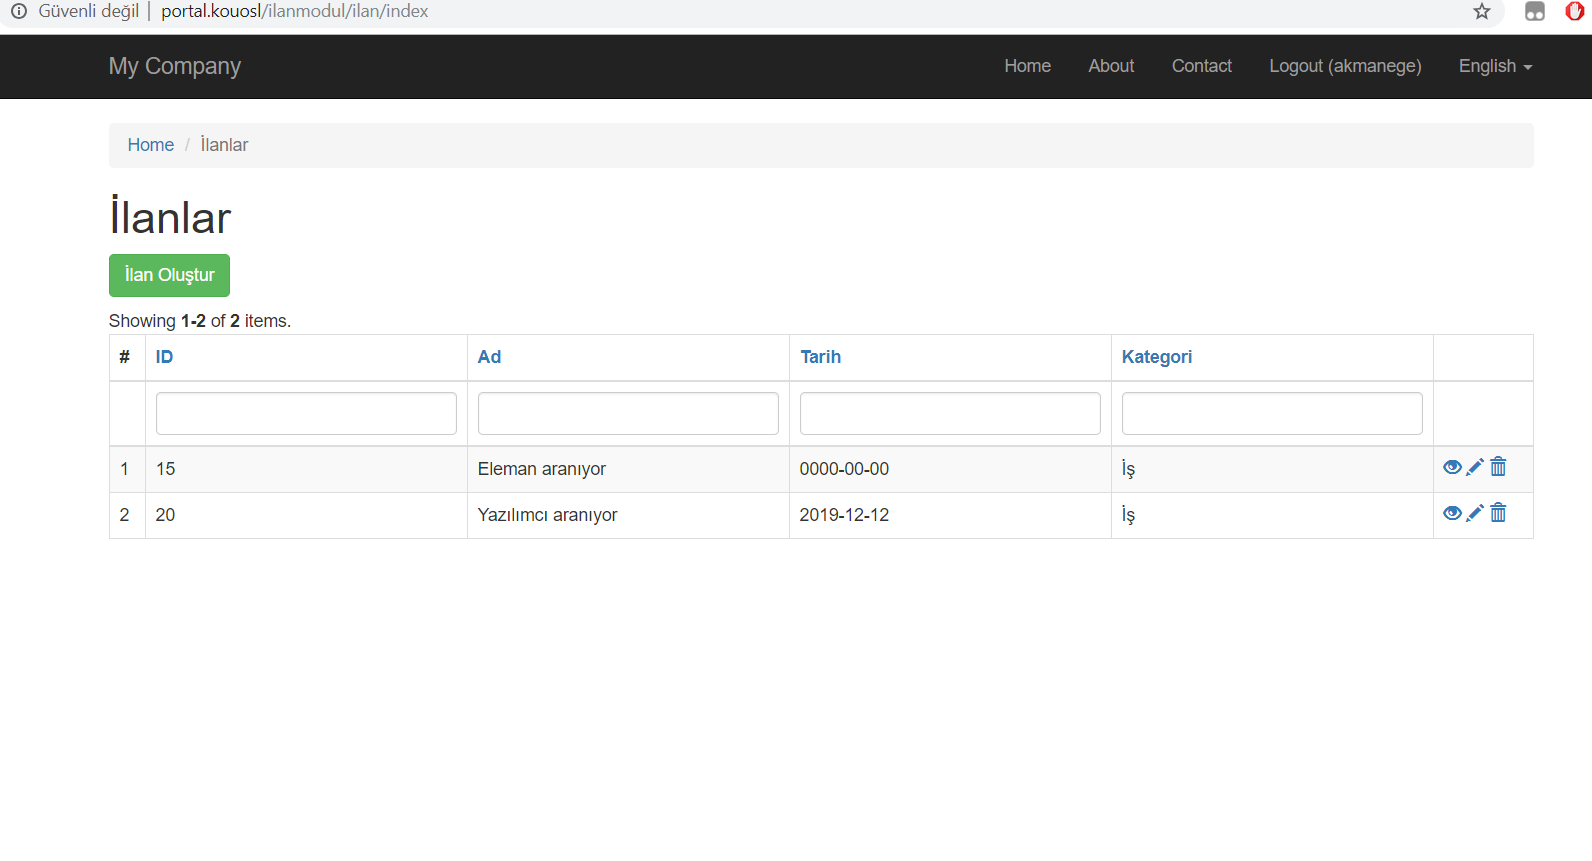 Güvenli değil | portal.kouosl/ilanmodul/ilan/index
My Company Home About Contact Logout (akmanege) English
Home / İlanlar
İlanlar
İlan Oluştur
Showing 1-2 of 2 items.
# ID Ad Tarih Kategori
1 15 Eleman aranıyor 0000-00-00 İş
2 20 Yazılımcı aranıyor 2019-12-12 İş